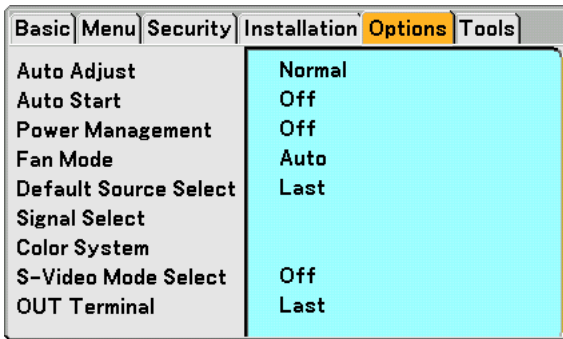 Basic Menu Security Installation Options Tools
Auto Adjust Normal
Auto Start Off
Power Management Off
Fan Mode Auto
Default Source Select Last
Signal Select
Color System
S-Video Mode Select Off
OUT Terminal Last